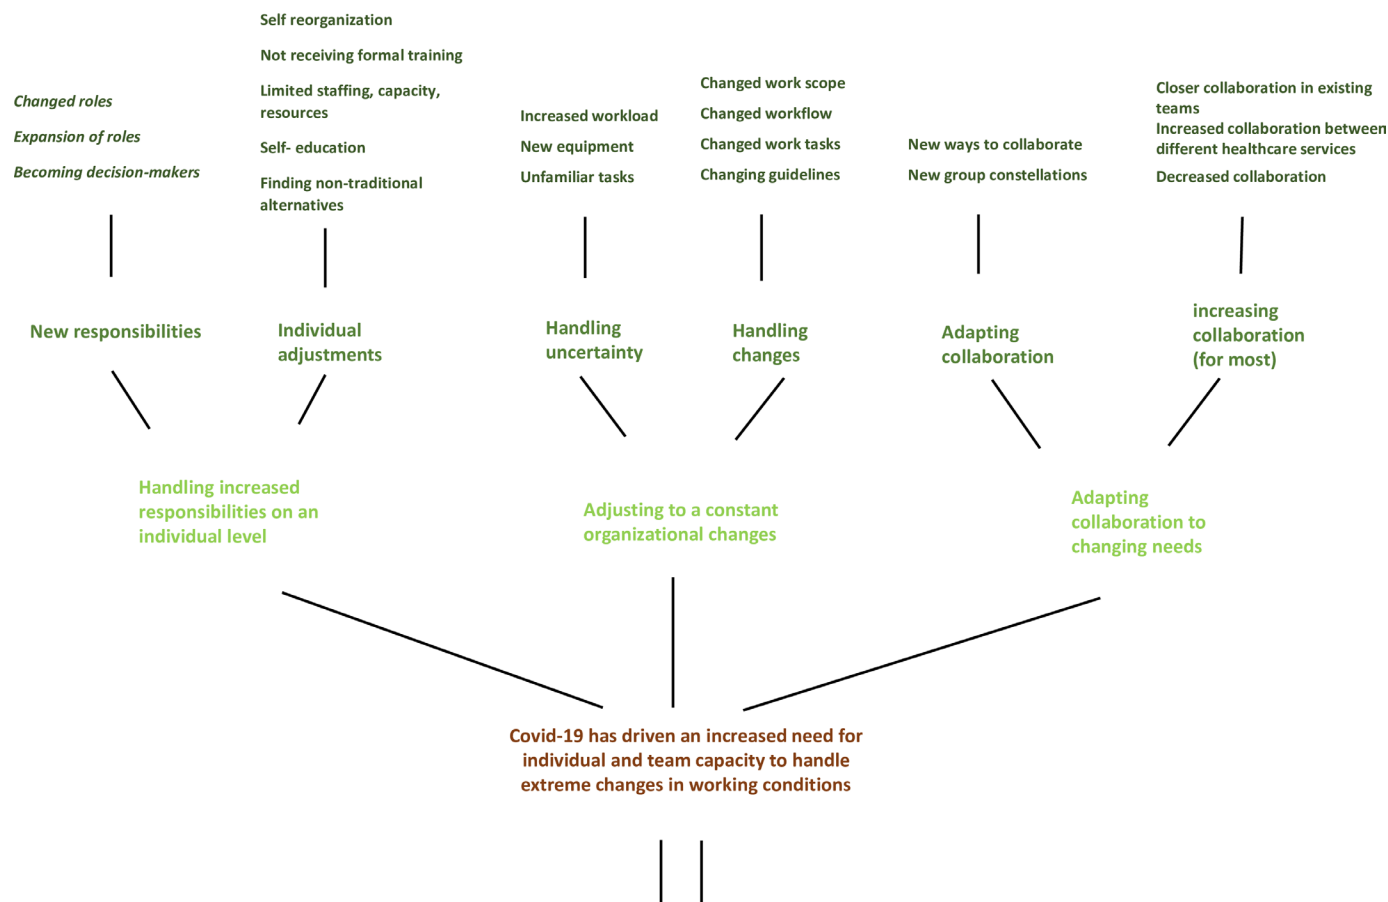 Self reorganization
Not receiving formal training
Limited staffing, capacity,
resources
Self- education
Finding non-traditional
alternatives
Changed roles
Expansion of roles
Becoming decision-makers
Increased workload
New equipment
Unfamiliar tasks
Changed work scope
Changed workflow
Changed work tasks
Changing guidelines
New ways to collaborate
New group constellations
Closer collaboration in existing
teams
Increased collaboration between
different healthcare services
Decreased collaboration
New responsibilities
Individual
adjustments
Handling
uncertainty
Handling
changes
Adapting
collaboration
increasing
collaboration
(for most)
Handling increased
responsibilities on an
individual level
Adjusting to a constant
organizational changes
Adapting
collaboration to
changing needs
Covid-19 has driven an increased need for
individual and team capacity to handle
extreme changes in working conditions